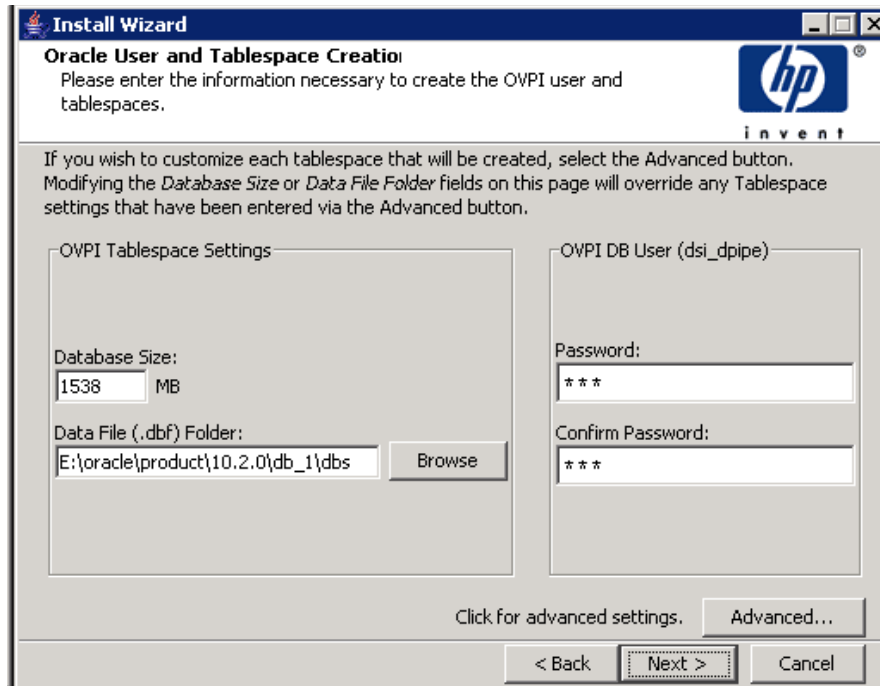 Install Wizard
Oracle User and Tablespace Creatio
Please enter the information necessary to create the OVPI user and
tablespaces.
hp
®
invent
If you wish to customize each tablespace that will be created, select the Advanced button.
Modifying the Database Size or Data File Folder fields on this page will override any Tablespace
settings that have been entered via the Advanced button.
OVPI Tablespace Settings
Database Size:
1538 MB
Data File (.dbf) Folder:
E:\oracle\product\10.2.0\db_1\dbs Browse
OVPI DB User (dsi_dpipe)
Password:
***
Confirm Password:
***
Click for advanced settings. Advanced...
< Back Next > Cancel